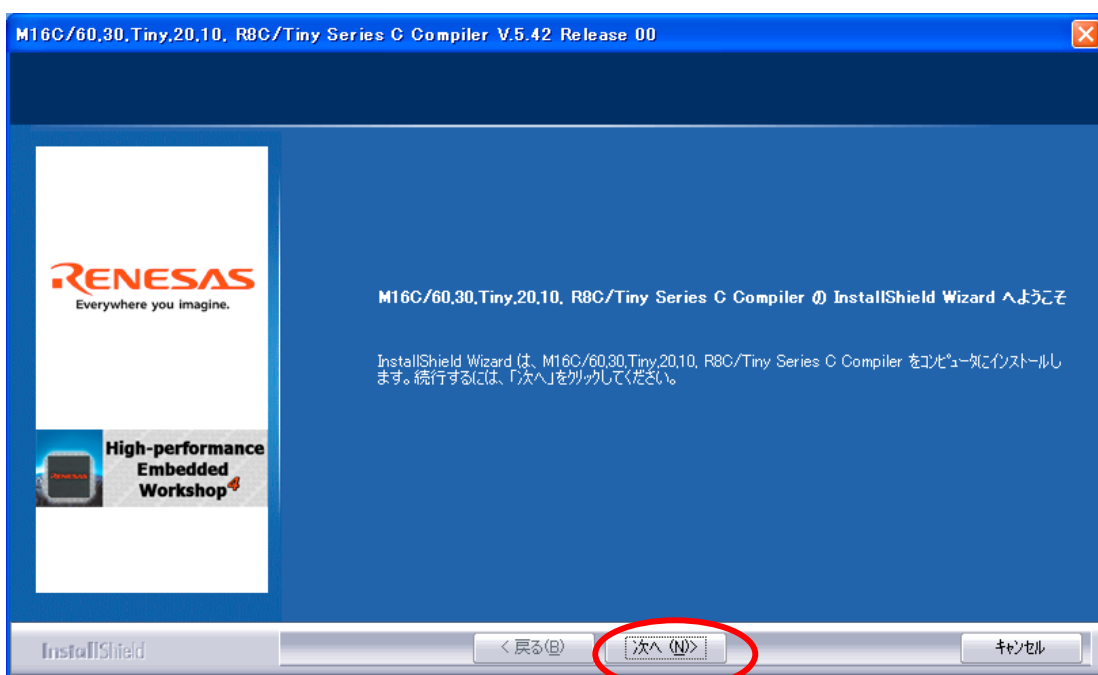 M16C/60,30,Tiny,20,10, R8C/Tiny Series C Compiler V.5.42 Release 00
RENESAS
Everywhere you imagine.
M16C/60,30,Tiny,20,10, R8C/Tiny Series C Compiler の InstallShield Wizard へようこそ
InstallShield Wizard は、M16C/60,30,Tiny,20,10, R8C/Tiny Series C Compiler をコンピュータにインストールし
ます。続行するには、「次へ」をクリックしてください。
High-performance
Embedded
Workshop4
RENESAS
InstallShield
< 戻る(B)
次へ (N)>
キャンセル